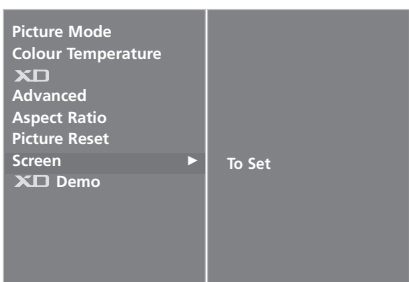 Picture Mode
Colour Temperature
XD
Advanced
Aspect Ratio
Picture Reset
Screen ►
To Set
XD Demo